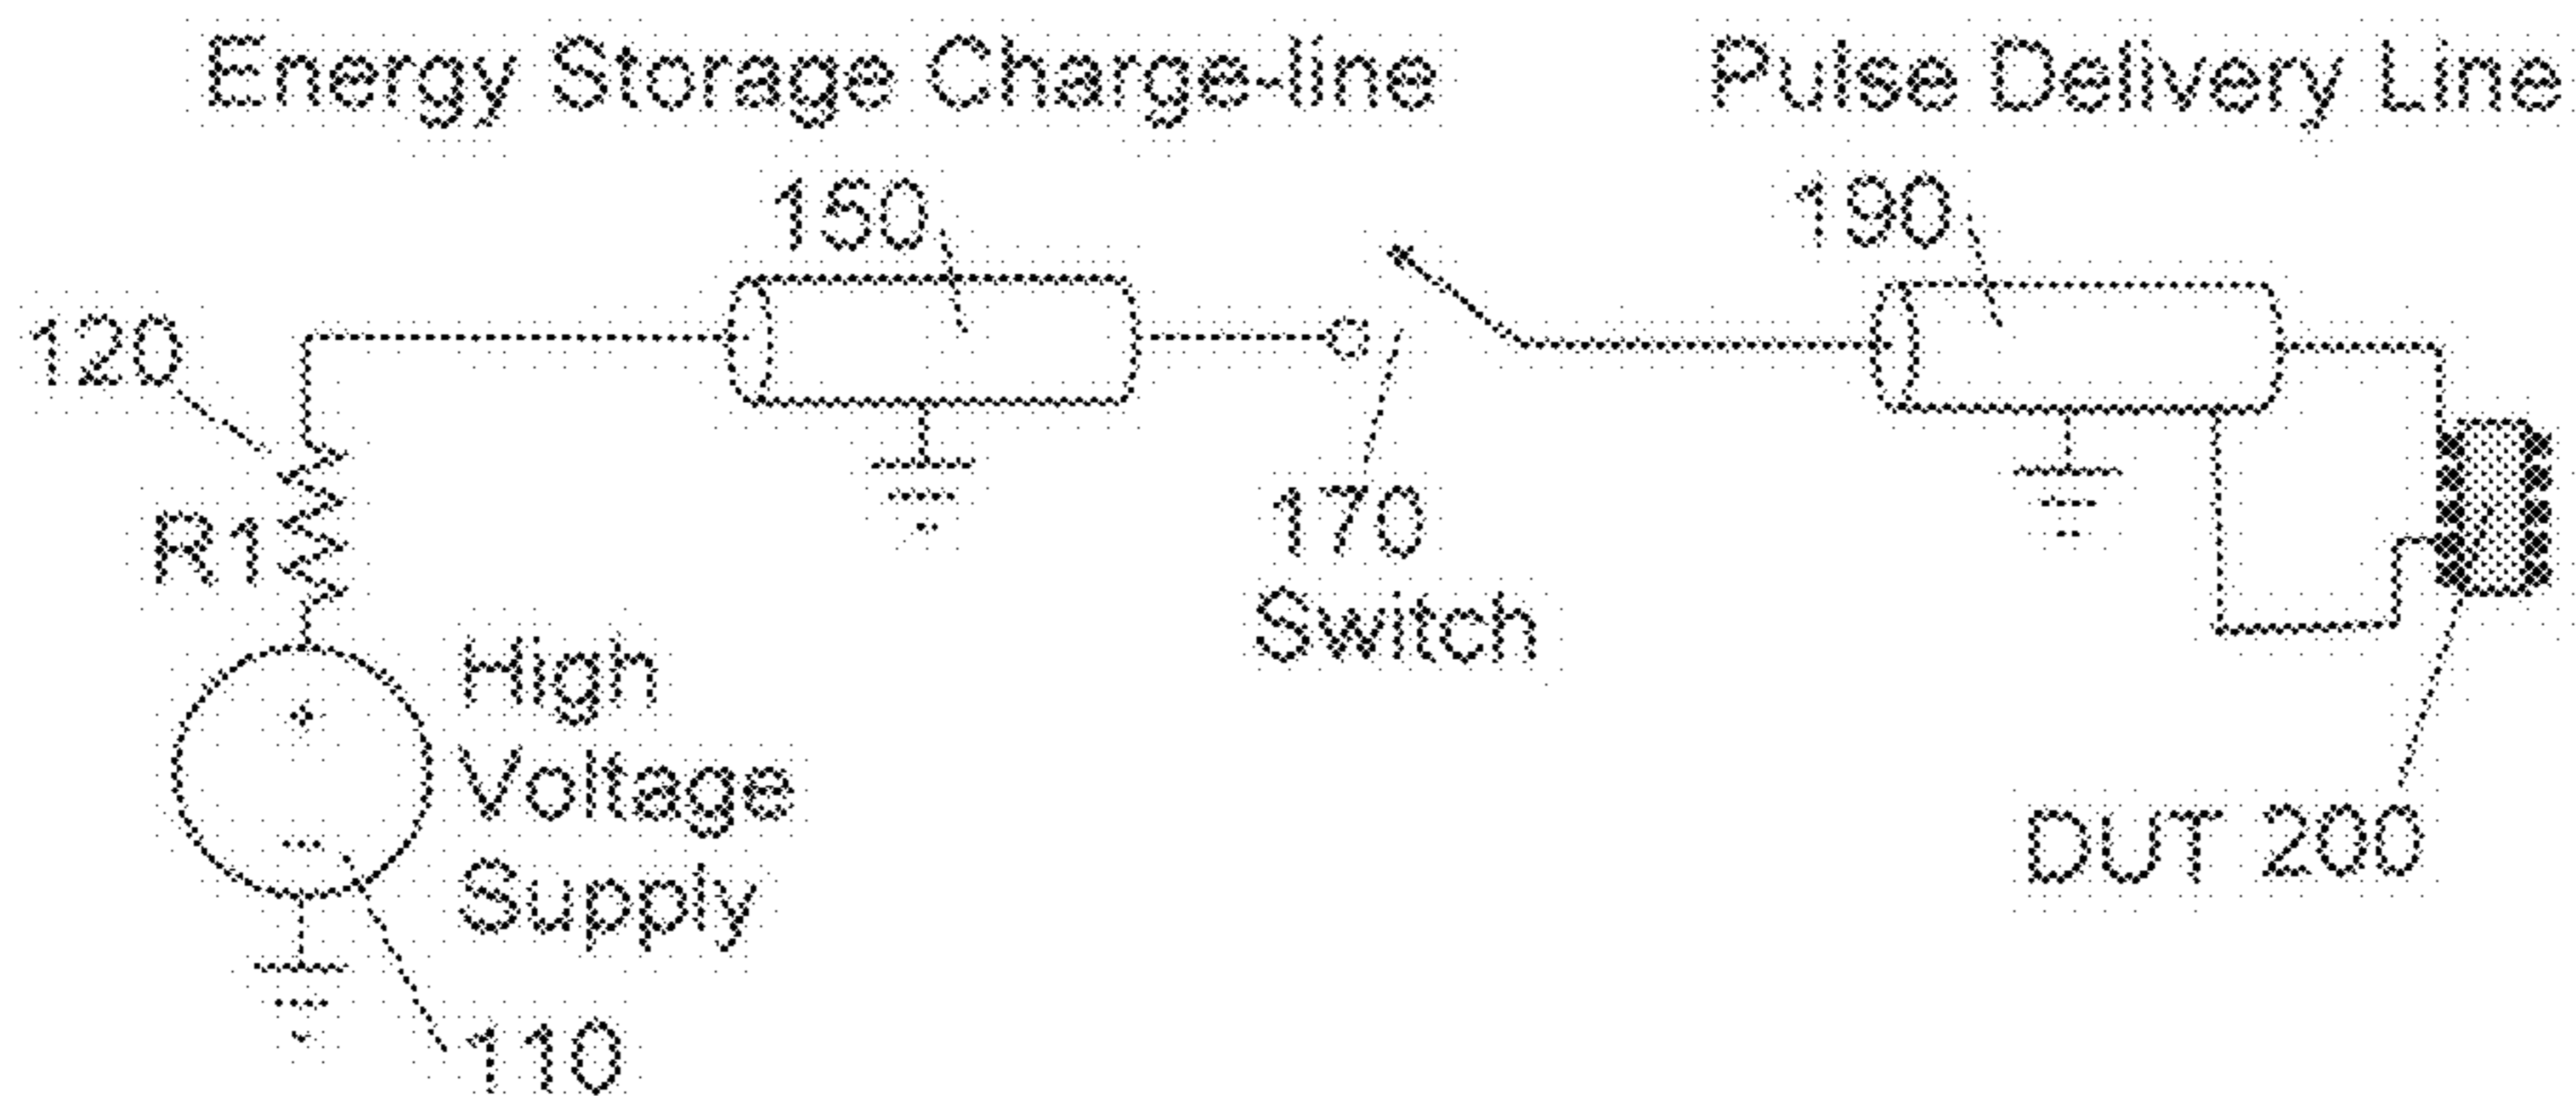 Energy Storage Charge-line
Pulse Delivery Line
150
190
120
R1
170
Switch
High
Voltage
Supply
DUT 200
110